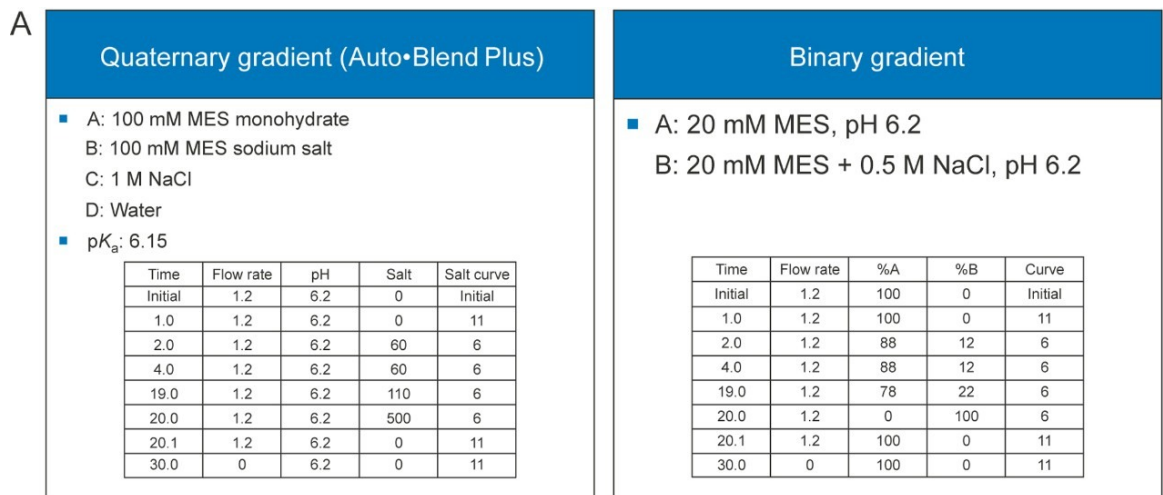 A
Quaternary gradient (Auto•Blend Plus)
A: 100 mM MES monohydrate
B: 100 mM MES sodium salt
C: 1 M NaCl
D: Water
pKa: 6.15
Time Flow rate pH Salt Salt curve
Initial 1.2 6.2 0 Initial
1.0 1.2 6.2 0 11
2.0 1.2 6.2 60 6
4.0 1.2 6.2 60 6
19.0 1.2 6.2 110 6
20.0 1.2 6.2 500 6
20.1 1.2 6.2 0 11
30.0 0 6.2 0 11
Binary gradient
A: 20 mM MES, pH 6.2
B: 20 mM MES + 0.5 M NaCl, pH 6.2
Time Flow rate %A %B Curve
Initial 1.2 100 0 Initial
1.0 1.2 100 0 11
2.0 1.2 88 12 6
4.0 1.2 88 12 6
19.0 1.2 78 22 6
20.0 1.2 0 100 6
20.1 1.2 100 0 11
30.0 0 100 0 11